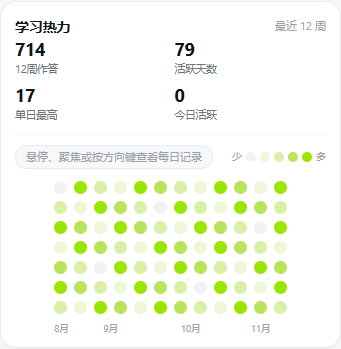 学习热力 最近 12 周
714 79
12周作答 活跃天数
17 0
单日最高 今日活跃
悬停、聚焦或按方向键查看每日记录 少 多
8月 9月 10月 11月